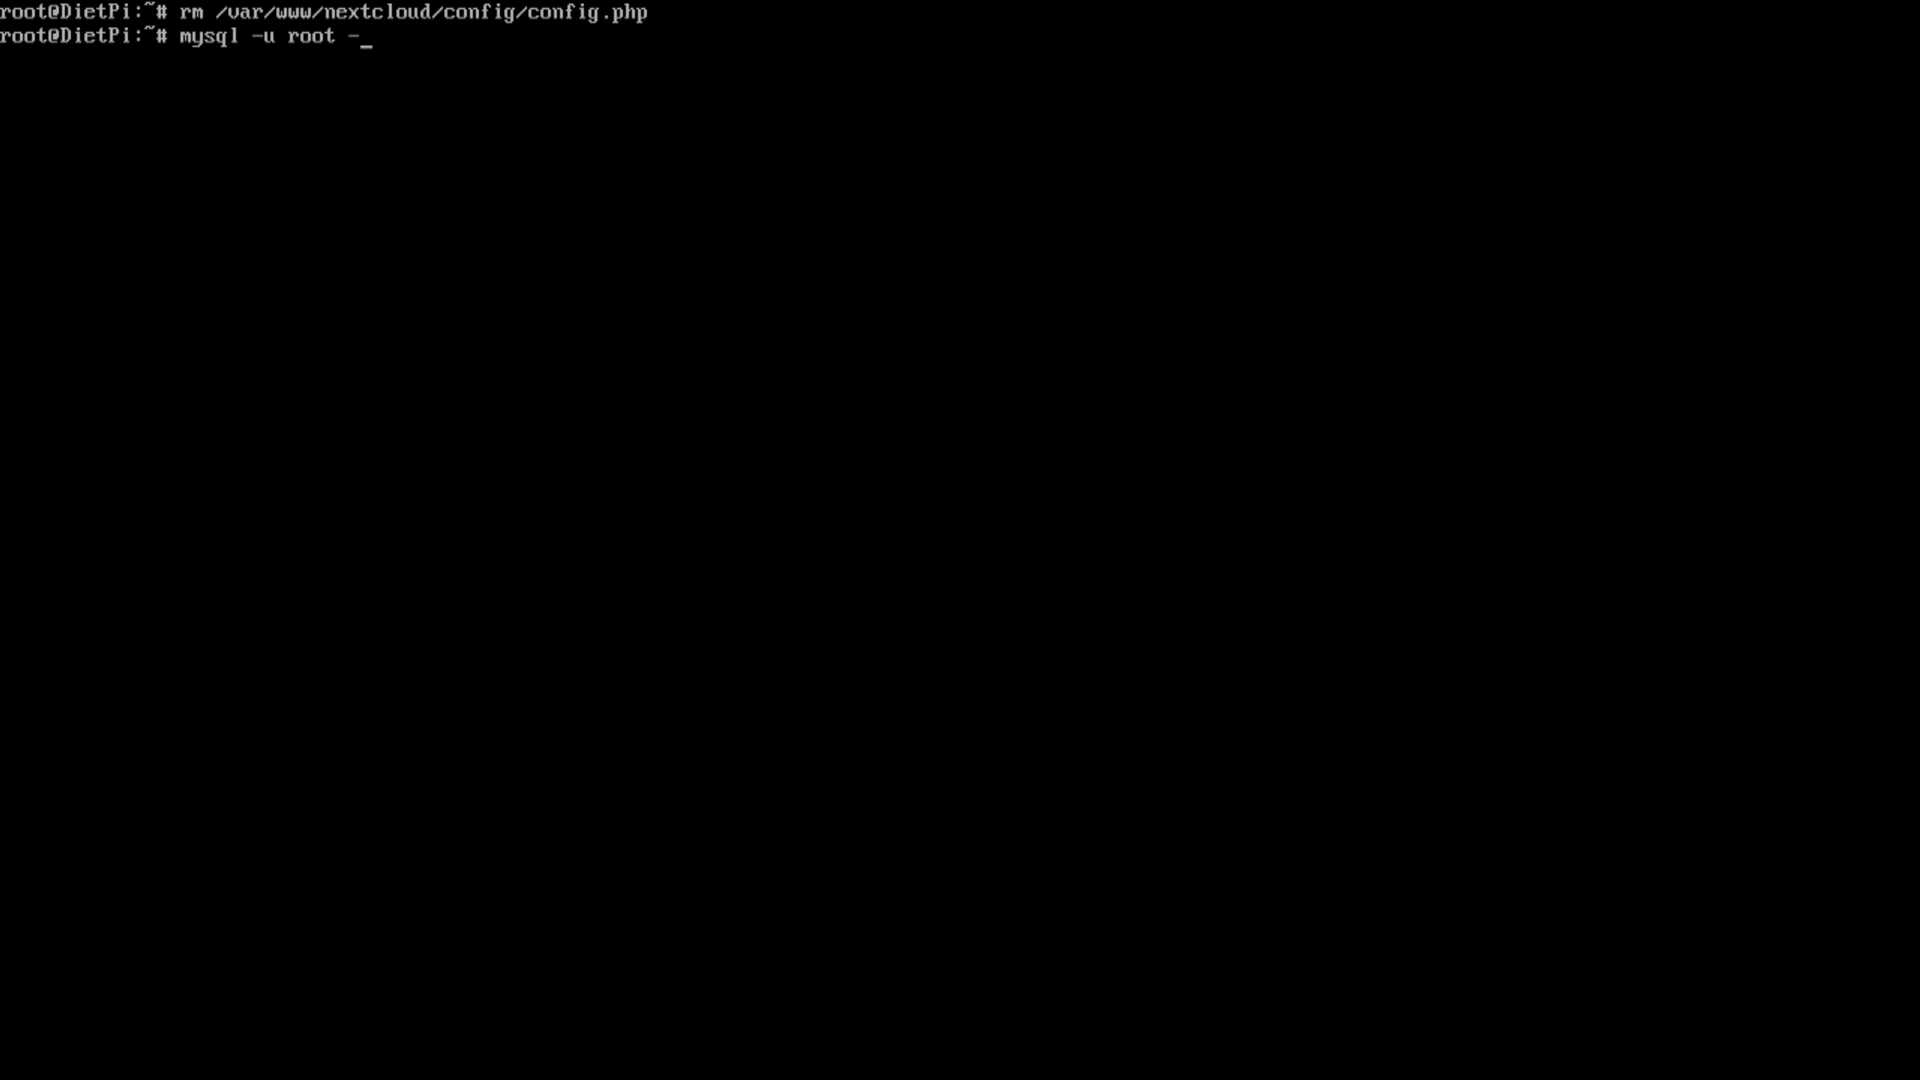 root@DietPi:~# rm /var/www/nextcloud/config/config.php
root@DietPi:~# mysql -u root -_